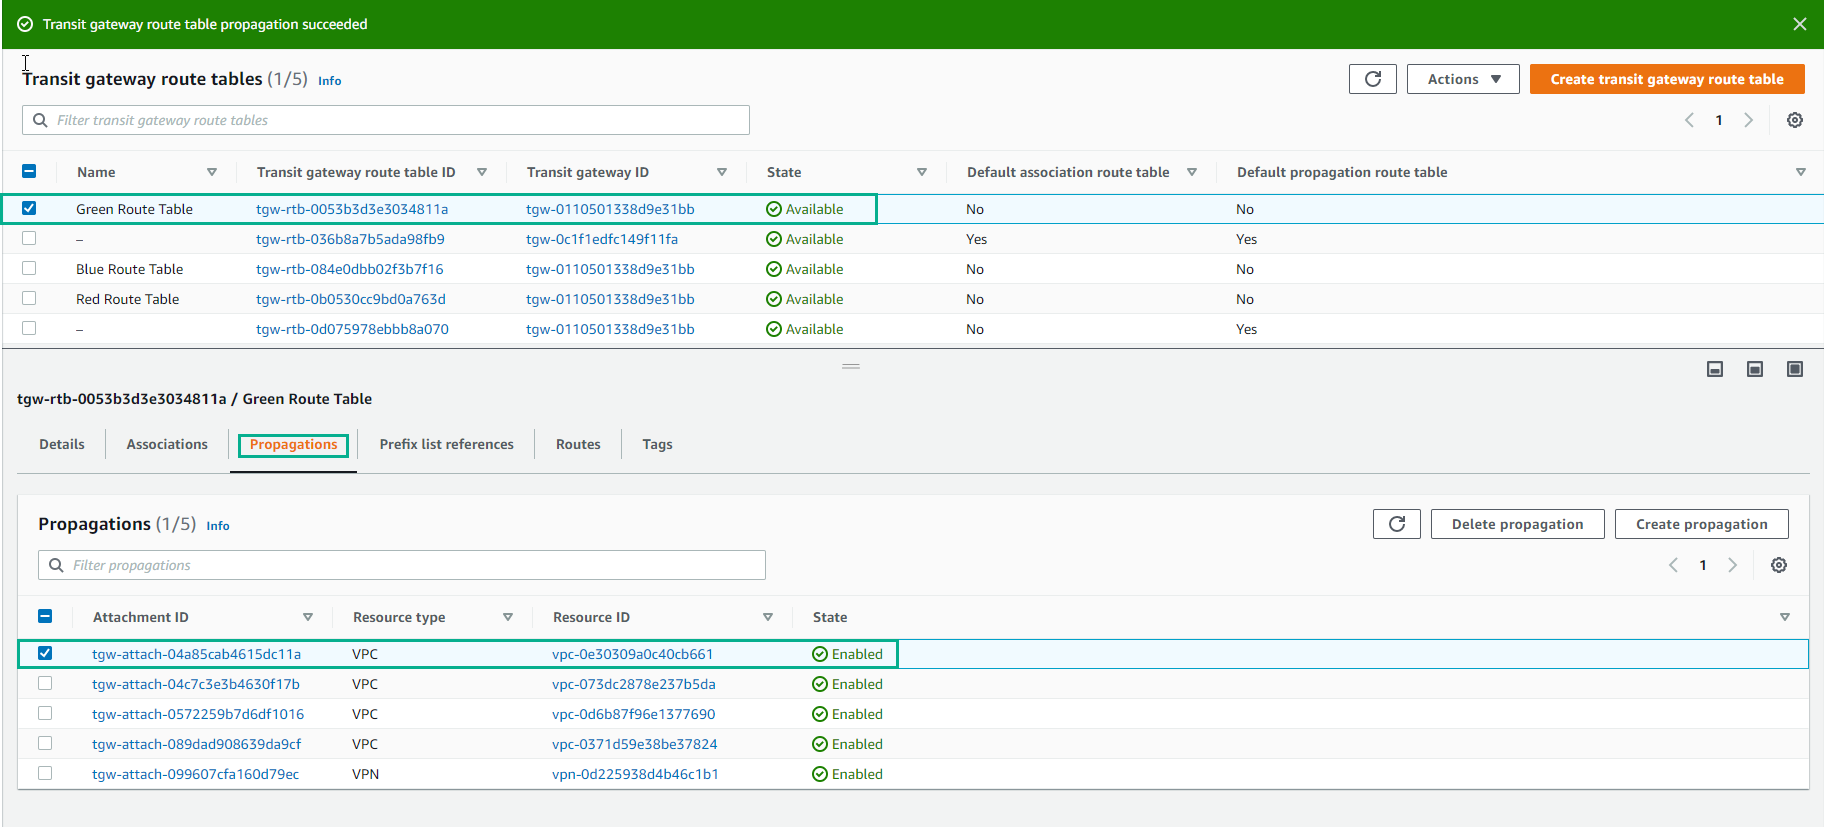 Transit gateway route table propagation succeeded
Transit gateway route tables (1/5) Info
Actions
Create transit gateway route table
Filter transit gateway route tables
1
Name Transit gateway route table ID Transit gateway ID State Default association route table Default propagation route table
Green Route Table tgw-rtb-0053b3d3e3034811a tgw-0110501338d9e31bb Available No No
– tgw-rtb-036b8a7b5ada98fb9 tgw-0c1f1edfc149f11fa Available Yes Yes
Blue Route Table tgw-rtb-084e0dbb02f3b7f16 tgw-0110501338d9e31bb Available No No
Red Route Table tgw-rtb-0b0530cc9bd0a763d tgw-0110501338d9e31bb Available No No
– tgw-rtb-0d075978ebbb8a070 tgw-0110501338d9e31bb Available No Yes
tgw-rtb-0053b3d3e3034811a / Green Route Table
Details Associations Propagations Prefix list references Routes Tags
Propagations (1/5) Info
Delete propagation
Create propagation
Filter propagations
1
Attachment ID Resource type Resource ID State
tgw-attach-04a85cab4615dc11a VPC vpc-0e30309a0c40cb661 Enabled
tgw-attach-04c7c3e3b4630f17b VPC vpc-073dc2878e237b5da Enabled
tgw-attach-0572259b7d6df1016 VPC vpc-0d6b87f96e1377690 Enabled
tgw-attach-089dad908639da9cf VPC vpc-0371d59e38be37824 Enabled
tgw-attach-099607cfa160d79ec VPN vpn-0d225938d4b46c1b1 Enabled